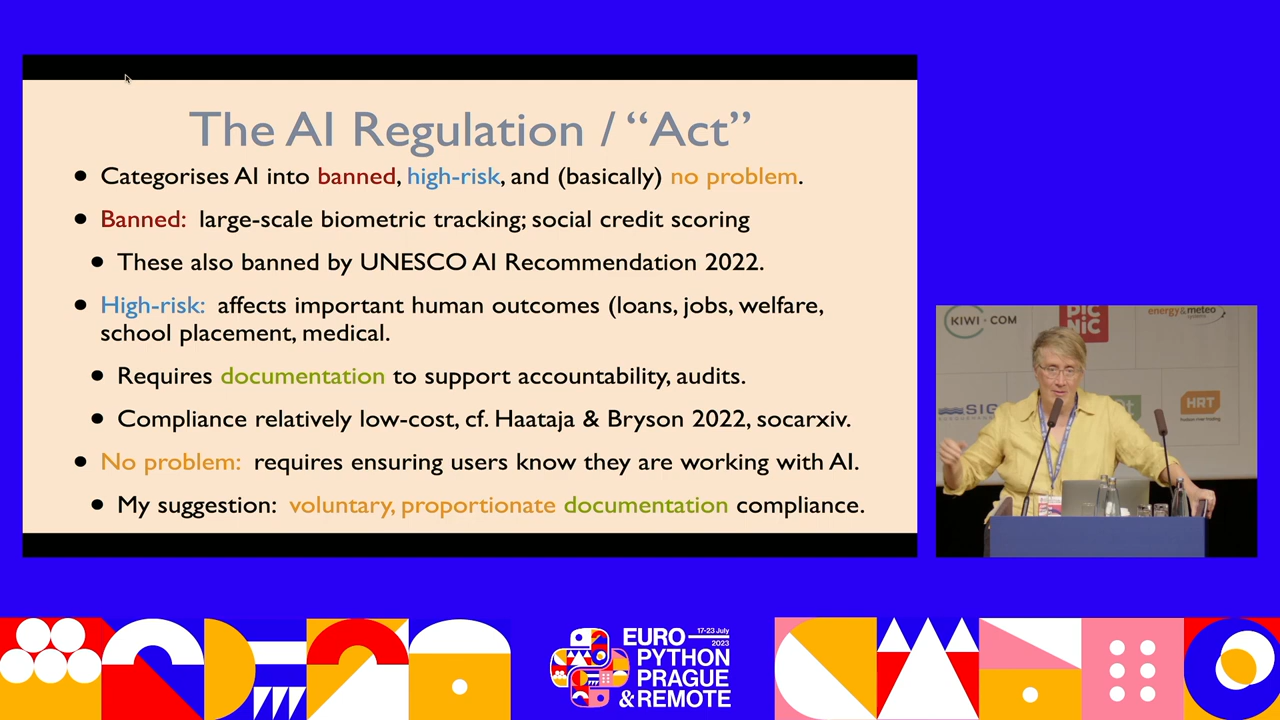 The AI Regulation / “Act”
• Categorises AI into banned, high-risk, and (basically) no problem.
• Banned: large-scale biometric tracking; social credit scoring
• These also banned by UNESCO AI Recommendation 2022.
• High-risk: affects important human outcomes (loans, jobs, welfare,
school placement, medical.
• Requires documentation to support accountability, audits.
• Compliance relatively low-cost, cf. Haataja & Bryson 2022, socarxiv.
• No problem: requires ensuring users know they are working with AI.
• My suggestion: voluntary, proportionate documentation compliance.
KIWI•COM
PIC
NIC
energy & meteo
systems
SIG
HRT
EURO
17-23 July
2023
PYTHON
PRAGUE
& REMOTE